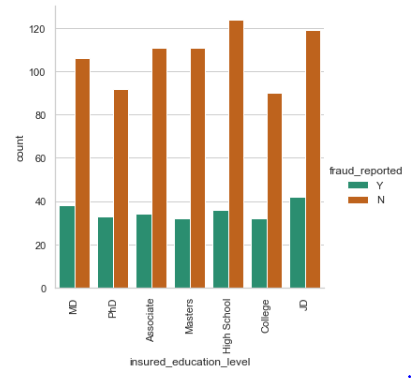 120
100
80
60
40
20
0
count
MD
PhD
Associate
Masters
High School
College
JD
insured_education_level
fraud_reported
Y
N